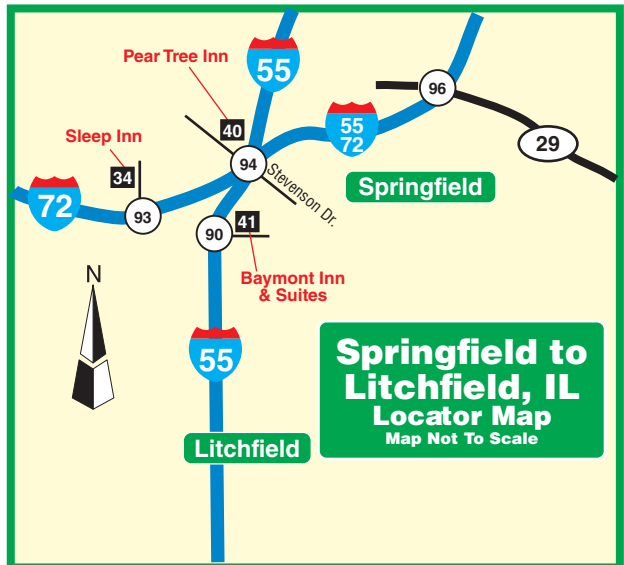 Pear Tree Inn
55
40
96
55
72
29
Sleep Inn
34
94
Stevenson Dr.
Springfield
72
93
90
41
Baymont Inn
& Suites
N
55
Springfield to
Litchfield, IL
Locator Map
Map Not To Scale
Litchfield